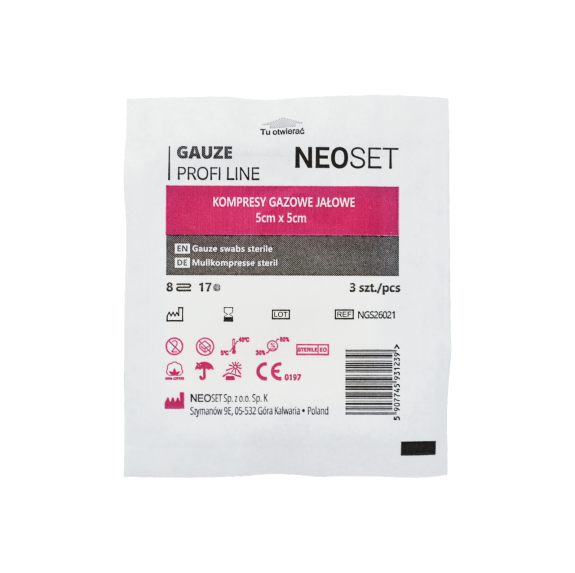 Tu otwierać
GAUZE
PROFI LINE
NEOSET
KOMPRESY GAZOWE JAŁOWE
5cm x 5cm
EN Gauze swabs sterile
DE Mullkompresse steril
8 17 3 szt./pcs
LOT REF NGS26021
5°C 40°C 30% 80% STERILE EO
100% COTTON CE 0197
NEOSET Sp. z o.o. Sp. K
Szymanów 9E, 05-532 Góra Kalwaria • Poland
5 907745 931239 >